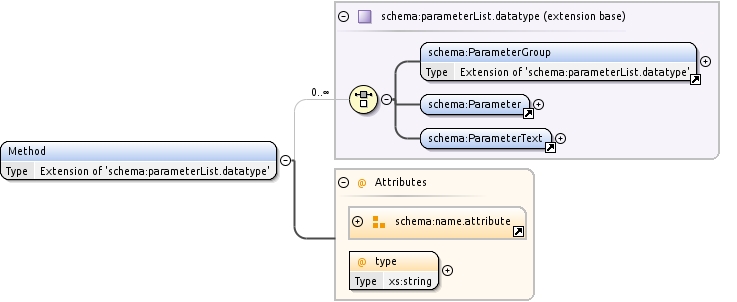 schema:parameterList.datatype (extension base)
schema:ParameterGroup
Type Extension of 'schema:parameterList.datatype'
0..∞
schema:Parameter
schema:ParameterText
Method
Type Extension of 'schema:parameterList.datatype'
@ Attributes
schema:name.attribute
@ type
Type xs:string